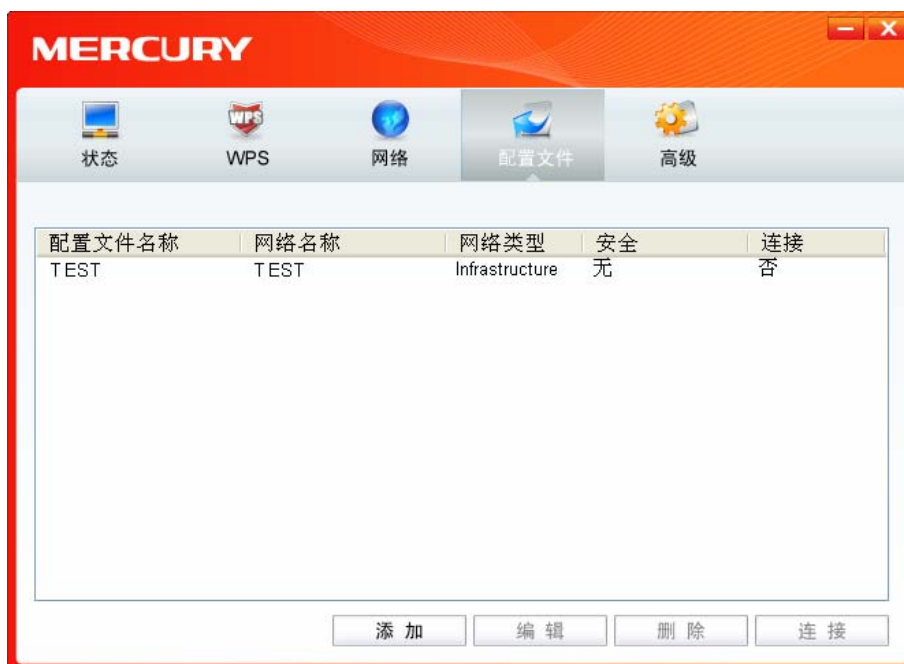 MERCURY
状态 WPS 网络 配置文件 高级
配置文件名称 网络名称 网络类型 安全 连接
TEST TEST Infrastructure 无 否
添加 编辑 删除 连接